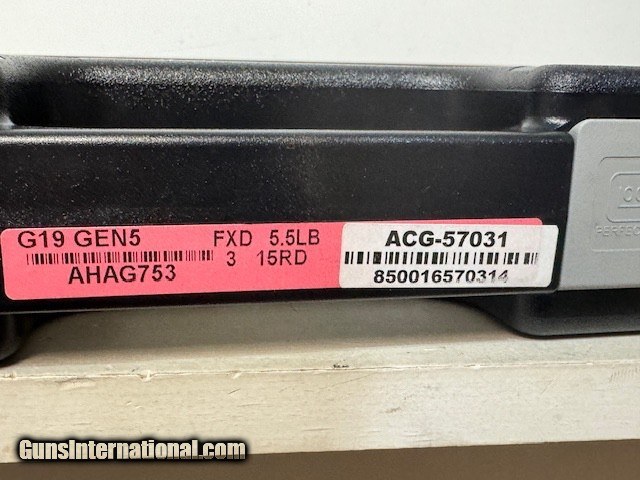 G19 GEN5 FXD 5.5LB
3 15RD
AHAG753
ACG-57031
850016570314
GunsInternational.com